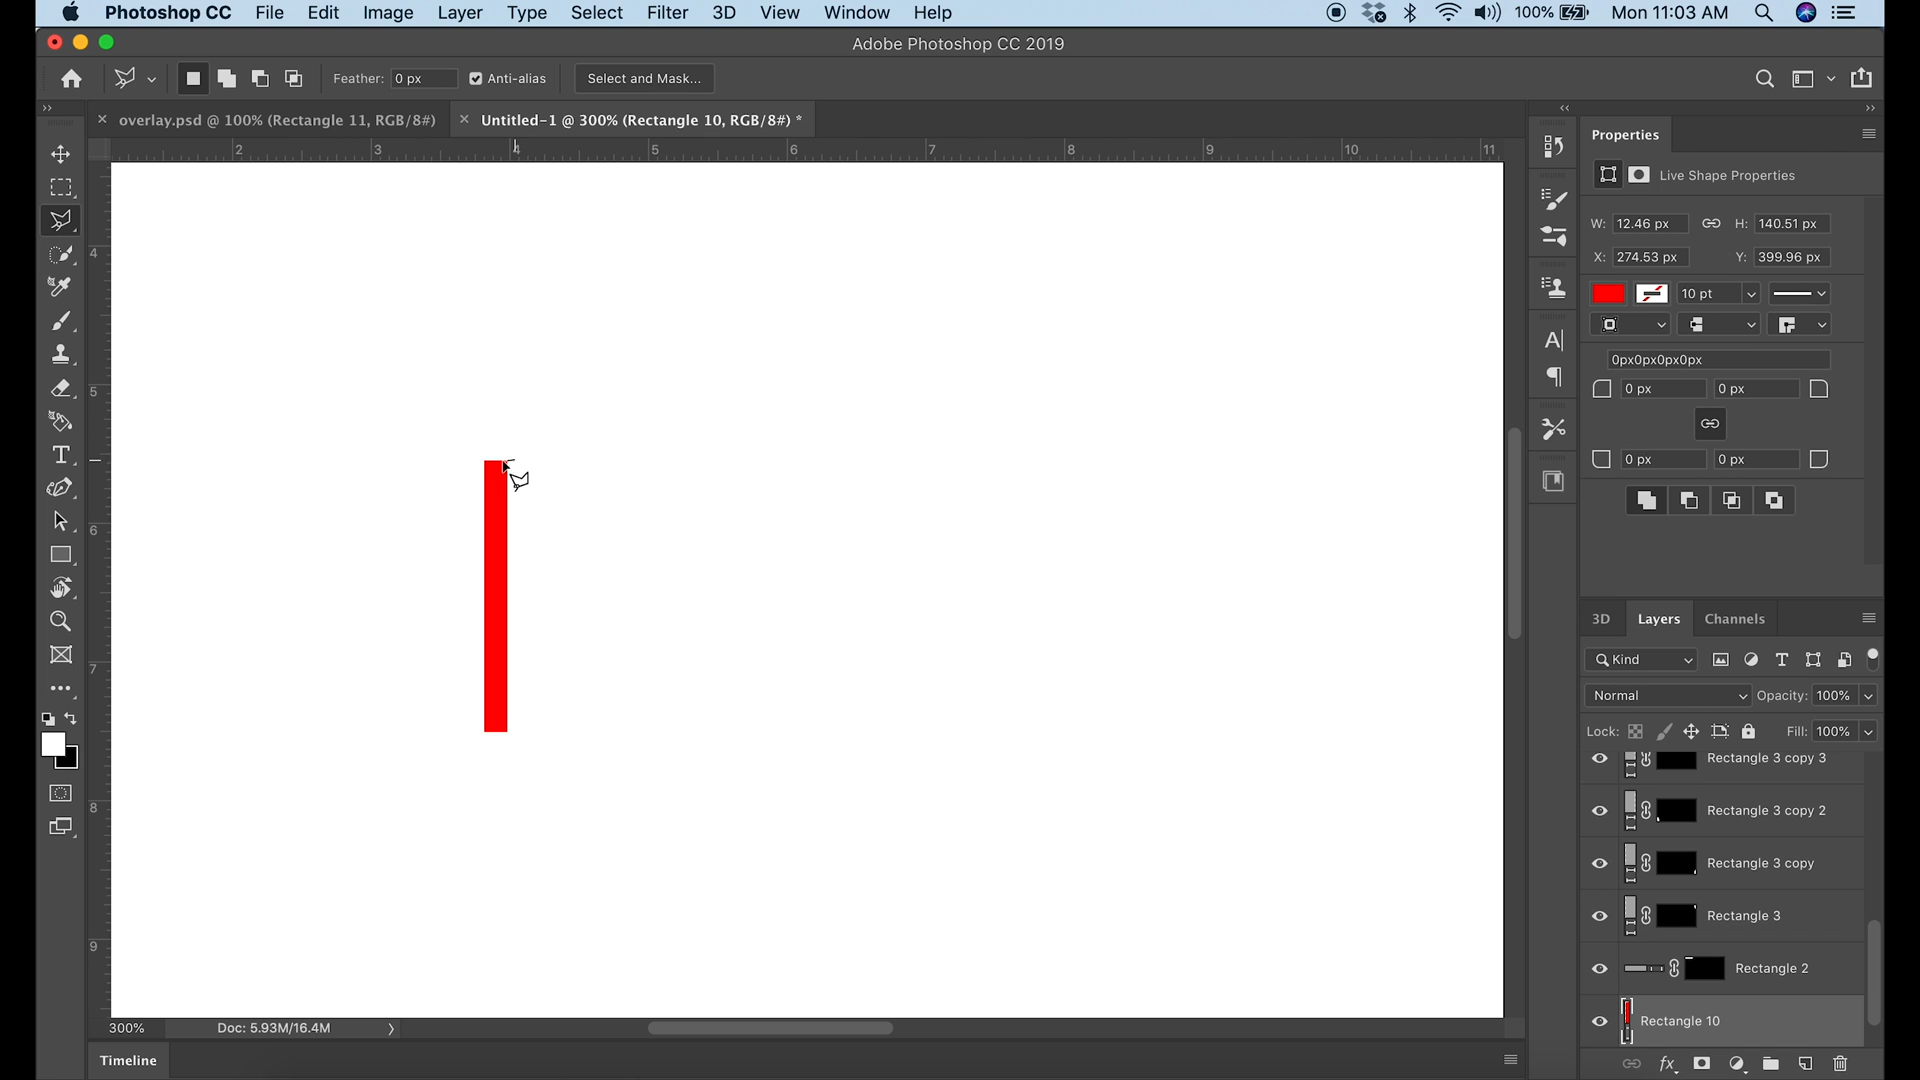 Photoshop CC File Edit Image Layer Type Select Filter 3D View Window Help 100% Mon 11:03 AM
Adobe Photoshop CC 2019
Feather: 0 px Anti-alias Select and Mask...
overlay.psd @ 100% (Rectangle 11, RGB/8#) Untitled-1 @ 300% (Rectangle 10, RGB/8#) *
2 3 4 5 6 7 8 9 10 11
4
5
6
7
8
9
Properties
Live Shape Properties
W: 12.46 px H: 140.51 px
X: 274.53 px Y: 399.96 px
10 pt
0px0px0px0px
0 px 0 px
0 px 0 px
3D Layers Channels
Kind
Normal Opacity: 100%
Lock: Fill: 100%
Rectangle 3 copy 3
Rectangle 3 copy 2
Rectangle 3 copy
Rectangle 3
Rectangle 2
Rectangle 10
300% Doc: 5.93M/16.4M
Timeline